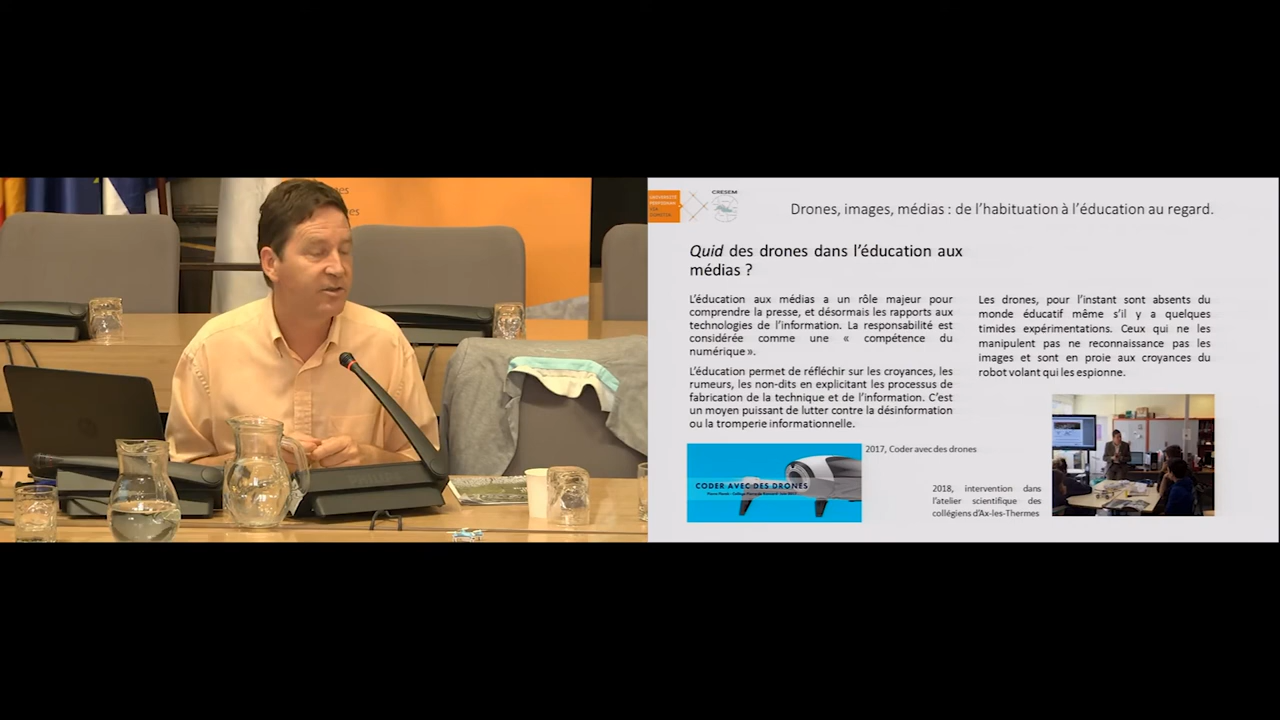 nes
es
UNIVERSITÉ
PERPIGNAN
VIA
DOMITIA
CRESEM
Drones, images, médias : de l'habituation à l'éducation au regard.
Quid des drones dans l'éducation aux
médias ?
L'éducation aux médias a un rôle majeur pour
comprendre la presse, et désormais les rapports aux
technologies de l'information. La responsabilité est
considérée comme une « compétence du
numérique ».
L'éducation permet de réfléchir sur les croyances, les
rumeurs, les non-dits en explicitant les processus de
fabrication de la technique et de l'information. C'est
un moyen puissant de lutter contre la désinformation
ou la tromperie informationnelle.
Les drones, pour l'instant sont absents du
monde éducatif même s'il y a quelques
timides expérimentations. Ceux qui ne les
manipulent pas ne reconnaissance pas les
images et sont en proie aux croyances du
robot volant qui les espionne.
CODER AVEC DES DRONES
2017, Coder avec des drones
2018, intervention dans
l'atelier scientifique des
collégiens d'Ax-les-Thermes